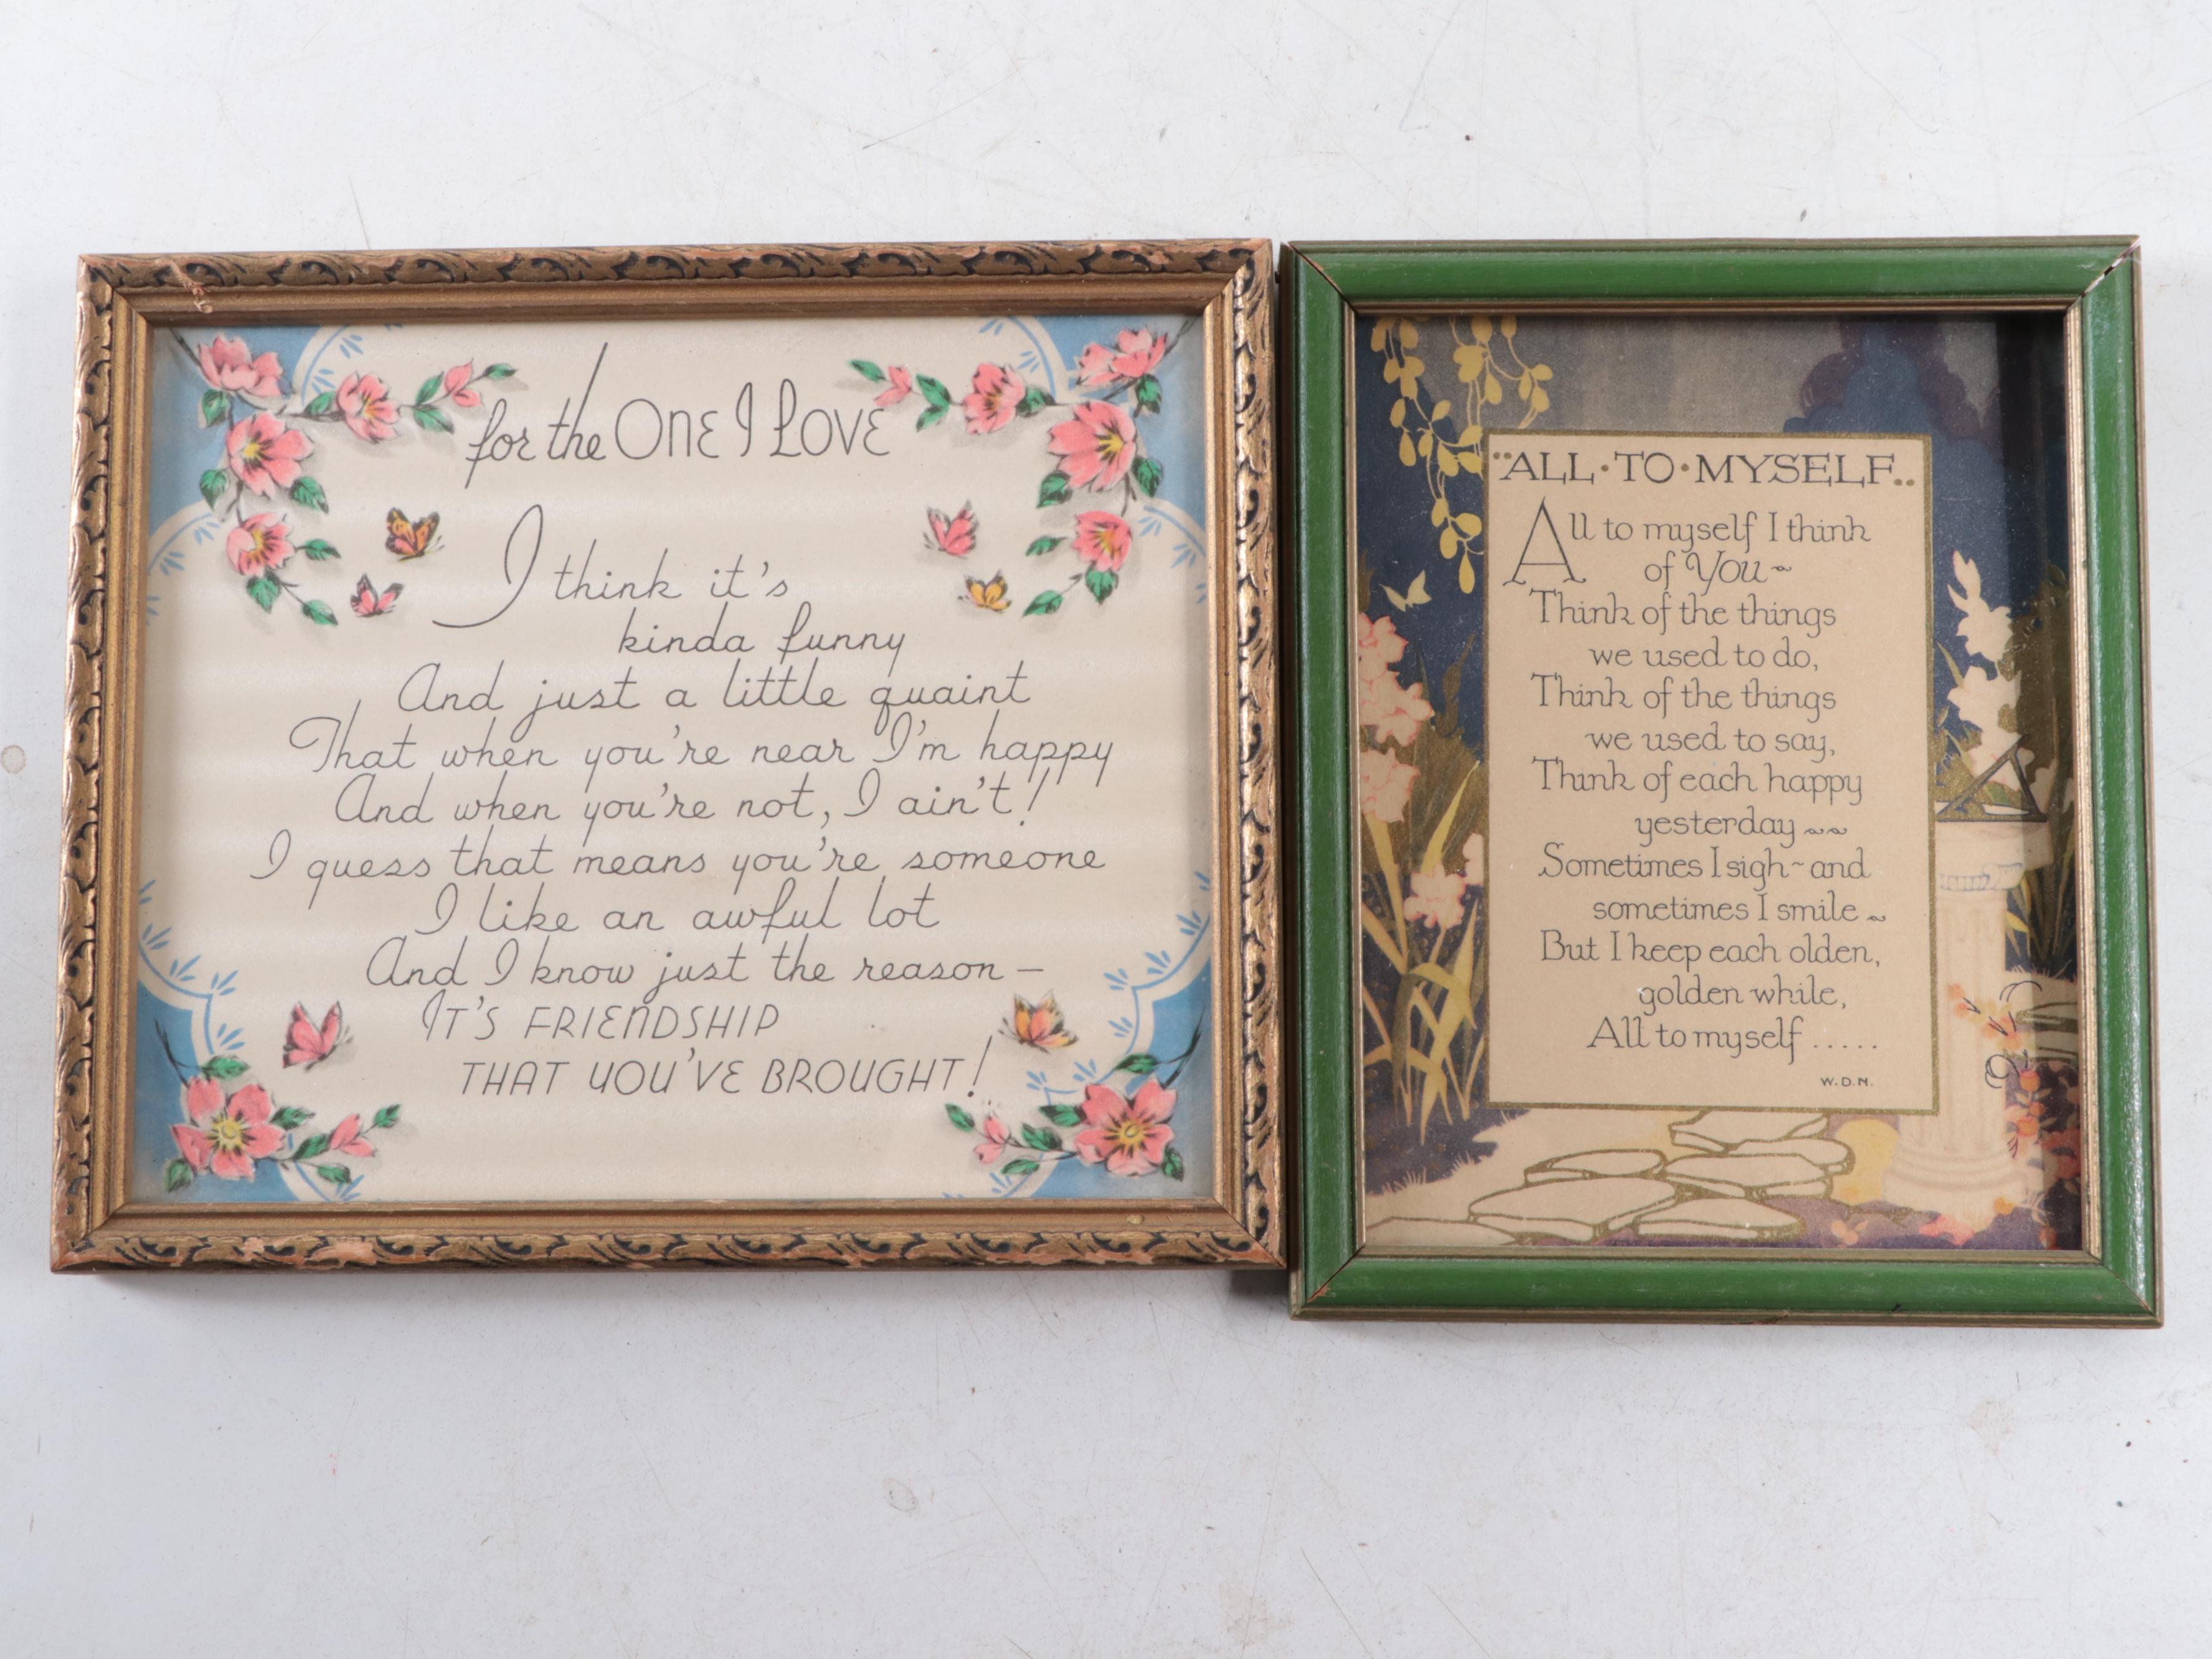 for the ONE I LOVE
I think it's
kinda funny
And just a little quaint
That when you're near I'm happy
And when you're not, I ain't!
I guess that means you're someone
I like an awful lot
And I know just the reason —
IT'S FRIENDSHIP
THAT YOU'VE BROUGHT!
··ALL·TO·MYSELF··
All to myself I think
of You ~
Think of the things
we used to do,
Think of the things
we used to say,
Think of each happy
yesterday ~~
Sometimes I sigh ~ and
sometimes I smile ~
But I keep each olden,
golden while,
All to myself .....
W.D.N.